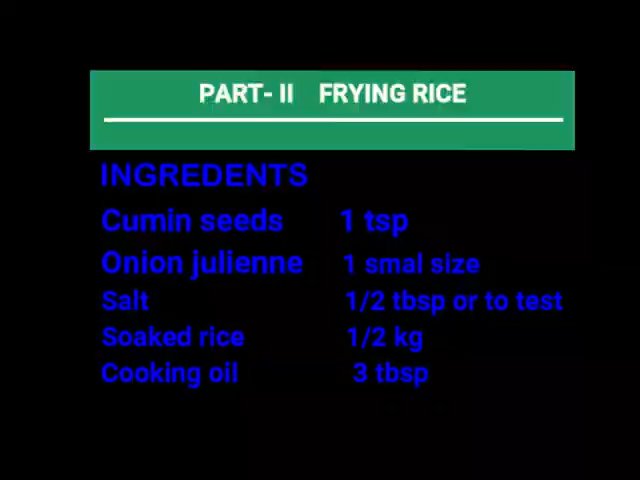 PART- II FRYING RICE
INGREDENTS
Cumin seeds 1 tsp
Onion julienne 1 smal size
Salt 1/2 tbsp or to test
Soaked rice 1/2 kg
Cooking oil 3 tbsp